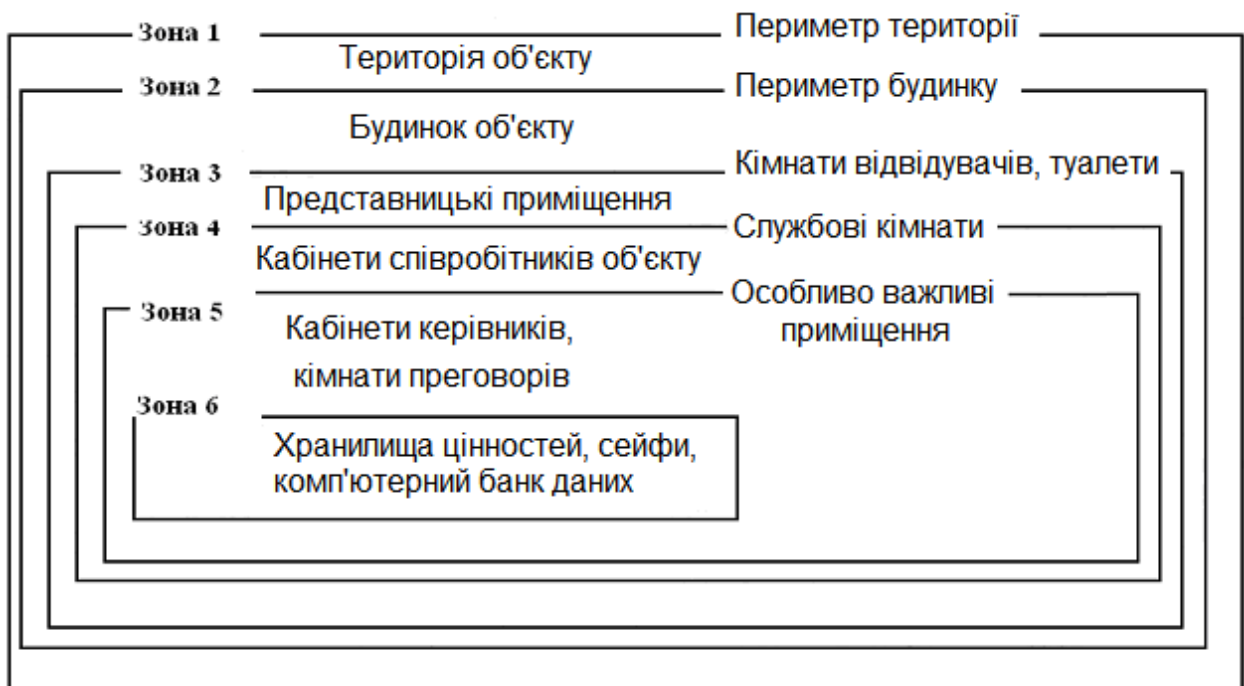 Зона 1
Периметр території
Територія об'єкту
Зона 2
Периметр будинку
Будинок об'єкту
Зона 3
Кімнати відвідувачів, туалети
Представницькі приміщення
Зона 4
Службові кімнати
Кабінети співробітників об'єкту
Зона 5
Особливо важливі
приміщення
Кабінети керівників,
кімнати преговорів
Зона 6
Хранилища цінностей, сейфи,
комп'ютерний банк даних